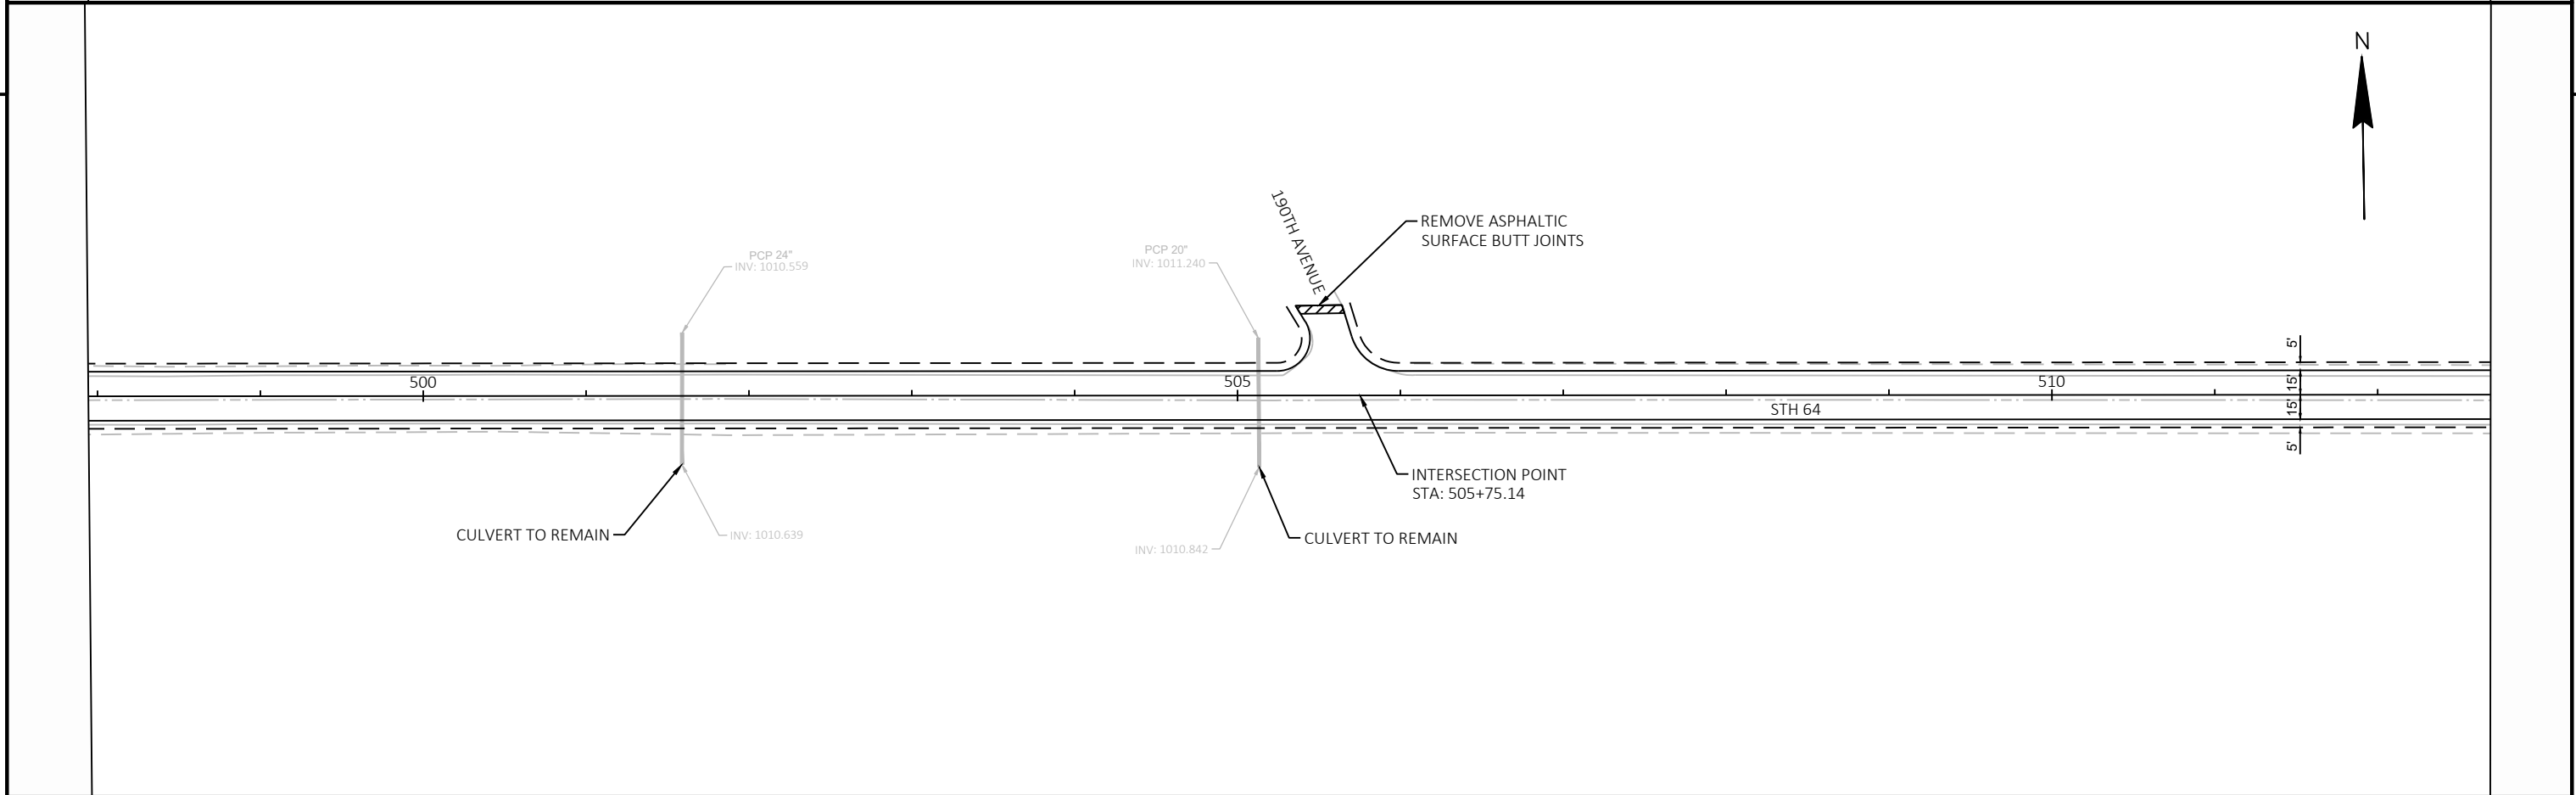 N
190TH AVENUE
REMOVE ASPHALTIC
SURFACE BUTT JOINTS
PCP 24"
INV: 1010.559
PCP 20"
INV: 1011.240
5'
500
505
510
15'
15'
STH 64
5'
INTERSECTION POINT
STA: 505+75.14
CULVERT TO REMAIN
INV: 1010.639
INV: 1010.842
CULVERT TO REMAIN